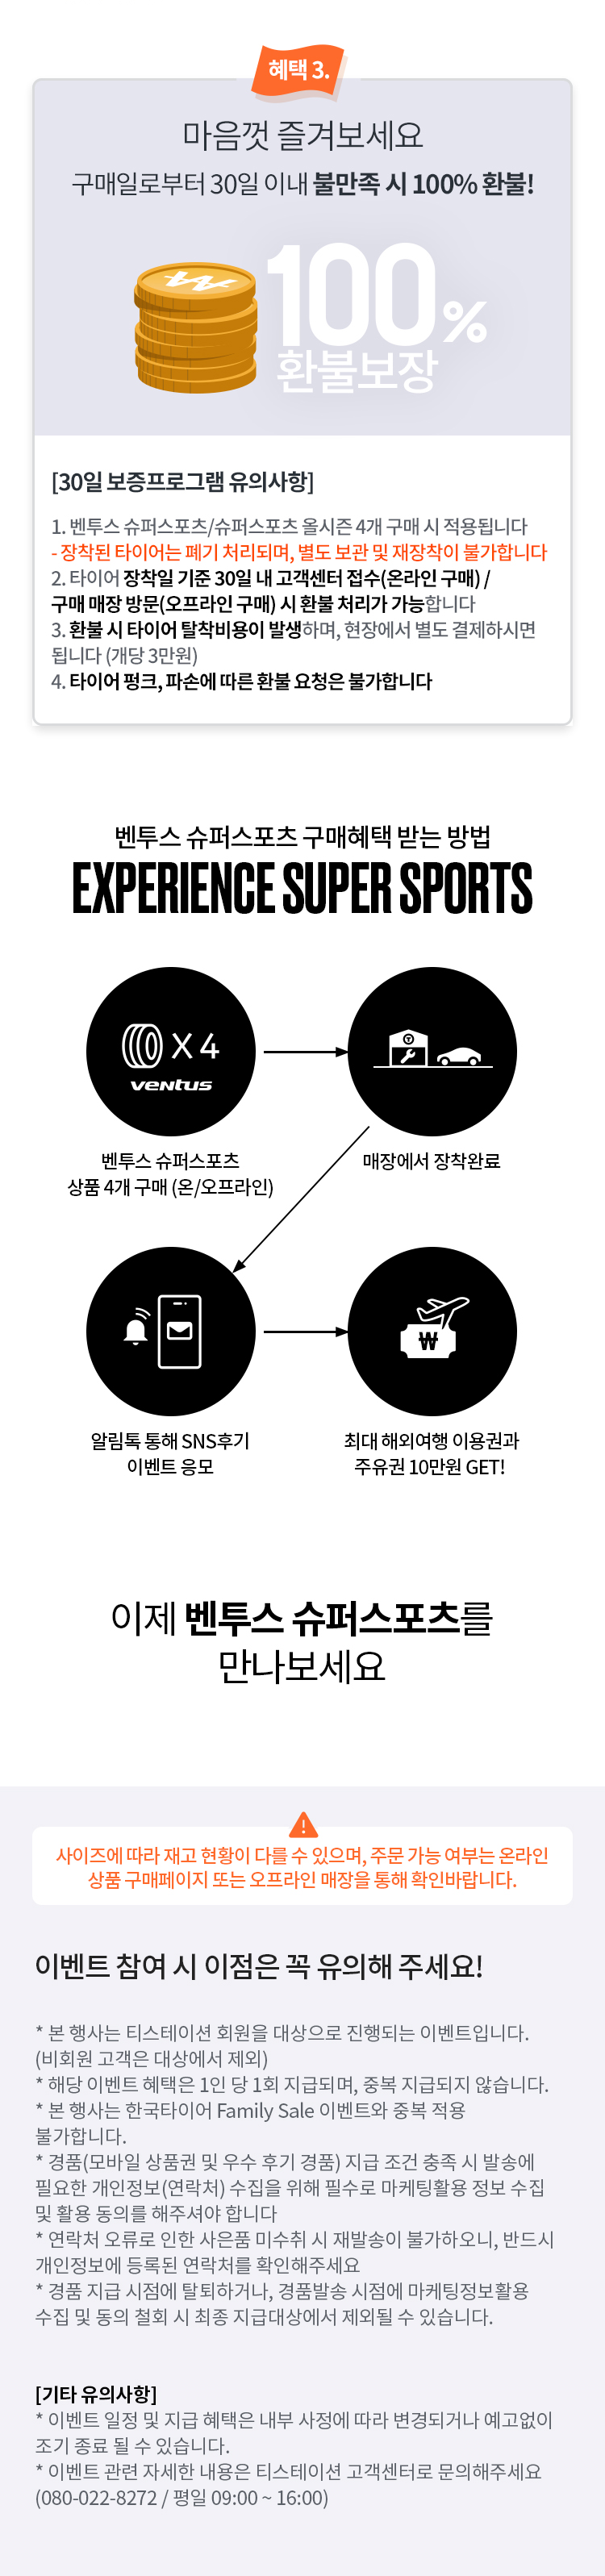 혜택 3.
마음껏 즐겨보세요
구매일로부터 30일 이내 불만족 시 100% 환불!
100%
환불보장
[30일 보증프로그램 유의사항]
1. 벤투스 슈퍼스포츠/슈퍼스포츠 올시즌 4개 구매 시 적용됩니다
- 장착된 타이어는 폐기 처리되며, 별도 보관 및 재장착이 불가합니다
2. 타이어 장착일 기준 30일 내 고객센터 접수(온라인 구매) /
구매 매장 방문(오프라인 구매) 시 환불 처리가 가능합니다
3. 환불 시 타이어 탈착비용이 발생하며, 현장에서 별도 결제하시면
됩니다 (개당 3만원)
4. 타이어 펑크, 파손에 따른 환불 요청은 불가합니다
벤투스 슈퍼스포츠 구매혜택 받는 방법
EXPERIENCE SUPER SPORTS
X 4
ventus
T
벤투스 슈퍼스포츠
상품 4개 구매 (온/오프라인)
매장에서 장착완료
₩
알림톡 통해 SNS후기
이벤트 응모
최대 해외여행 이용권과
주유권 10만원 GET!
이제 벤투스 슈퍼스포츠를
만나보세요
사이즈에 따라 재고 현황이 다를 수 있으며, 주문 가능 여부는 온라인
상품 구매페이지 또는 오프라인 매장을 통해 확인바랍니다.
이벤트 참여 시 이점은 꼭 유의해 주세요!
* 본 행사는 티스테이션 회원을 대상으로 진행되는 이벤트입니다.
(비회원 고객은 대상에서 제외)
* 해당 이벤트 혜택은 1인 당 1회 지급되며, 중복 지급되지 않습니다.
* 본 행사는 한국타이어 Family Sale 이벤트와 중복 적용
불가합니다.
* 경품(모바일 상품권 및 우수 후기 경품) 지급 조건 충족 시 발송에
필요한 개인정보(연락처) 수집을 위해 필수로 마케팅활용 정보 수집
및 활용 동의를 해주셔야 합니다
* 연락처 오류로 인한 사은품 미수취 시 재발송이 불가하오니, 반드시
개인정보에 등록된 연락처를 확인해주세요
* 경품 지급 시점에 탈퇴하거나, 경품발송 시점에 마케팅정보활용
수집 및 동의 철회 시 최종 지급대상에서 제외될 수 있습니다.
[기타 유의사항]
* 이벤트 일정 및 지급 혜택은 내부 사정에 따라 변경되거나 예고없이
조기 종료 될 수 있습니다.
* 이벤트 관련 자세한 내용은 티스테이션 고객센터로 문의해주세요
(080-022-8272 / 평일 09:00 ~ 16:00)